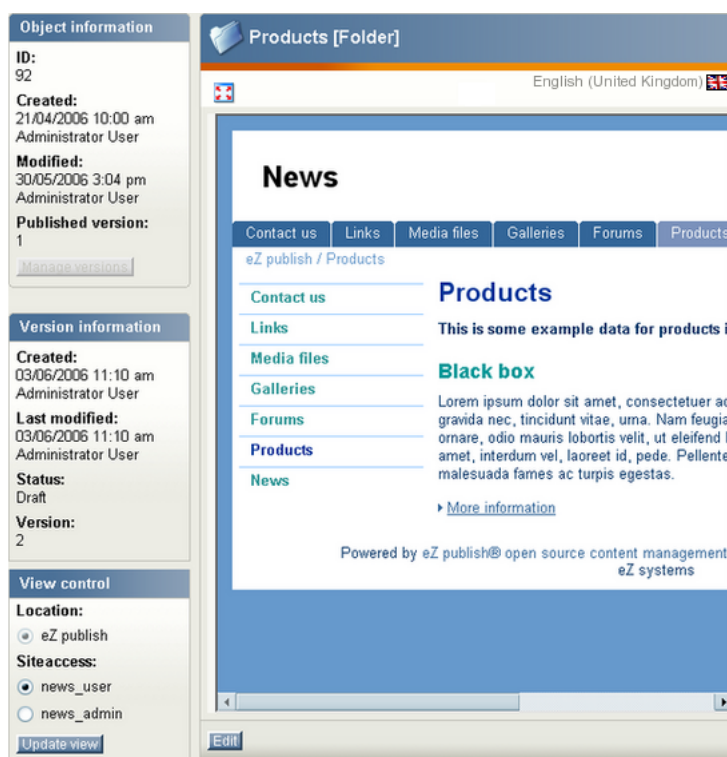 Object information
ID:
92
Created:
21/04/2006 10:00 am
Administrator User
Modified:
30/05/2006 3:04 pm
Administrator User
Published version:
1
Manage versions
Version information
Created:
03/06/2006 11:10 am
Administrator User
Last modified:
03/06/2006 11:10 am
Administrator User
Status:
Draft
Version:
2
View control
Location:
eZ publish
Siteaccess:
news_user
news_admin
Update view
Products [Folder]
English (United Kingdom)
News
Contact us
Links
Media files
Galleries
Forums
Products
eZ publish / Products
Contact us
Links
Media files
Galleries
Forums
Products
News
Products
This is some example data for products i
Black box
Lorem ipsum dolor sit amet, consectetuer ad
gravida nec, tincidunt vitae, urna. Nam feugia
ornare, odio mauris lobortis velit, ut eleifend
amet, interdum vel, laoreet id, pede. Pellente
malesuada fames ac turpis egestas.
More information
Powered by eZ publish® open source content management
eZ systems
Edit